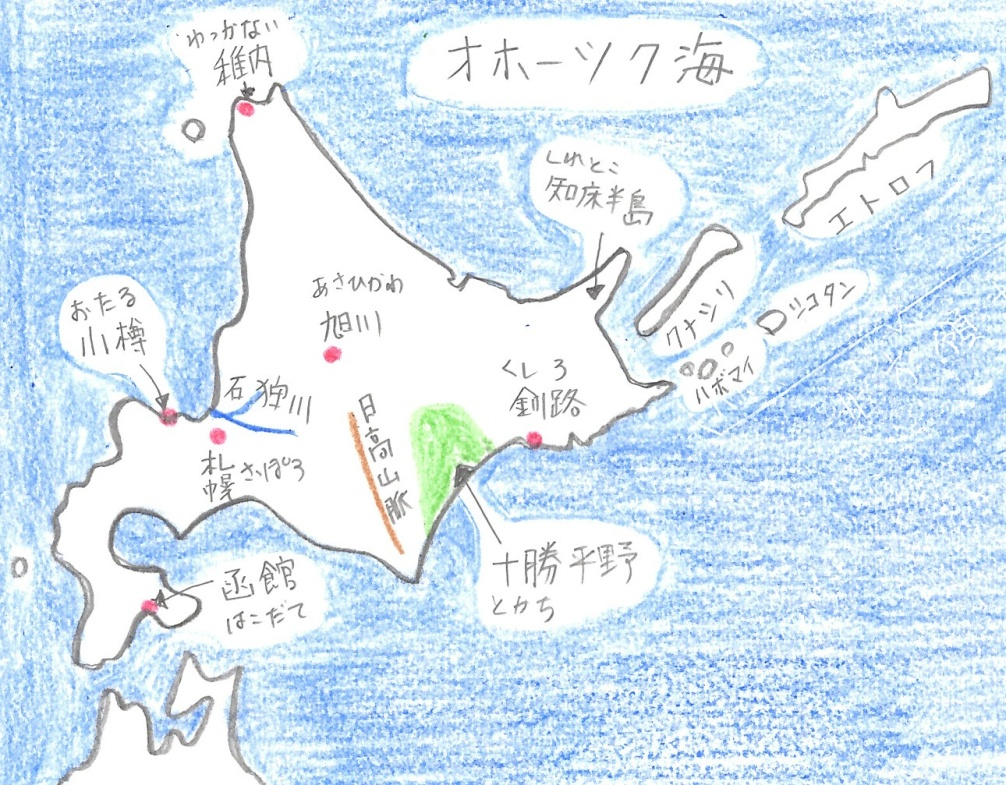 わっかない
稚内
オホーツク海
しれとこ
知床半島
エトロフ
クナシリ
シコタン
ハボマイ
あさひかわ
旭川
おたる
小樽
石狩川
くしろ
釧路
日高山脈
札幌さっぽろ
十勝平野
とかち
函館
はこだて